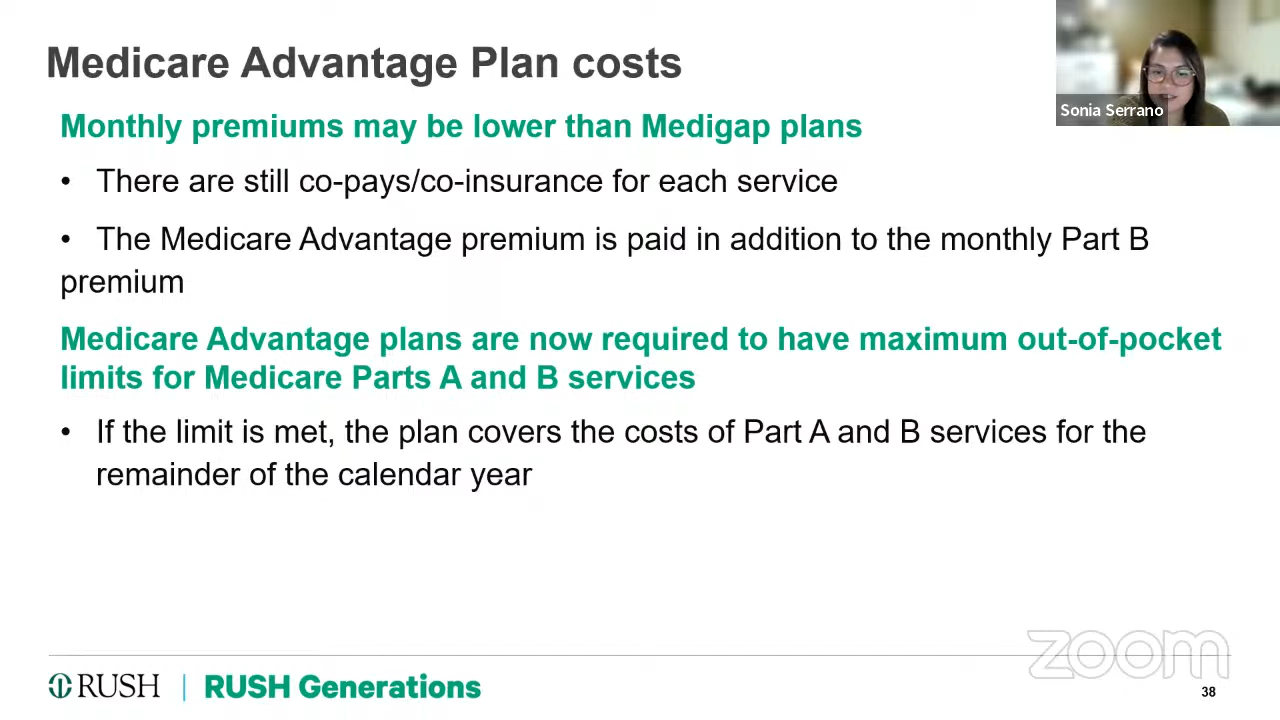 Medicare Advantage Plan costs
Sonia Serrano
Monthly premiums may be lower than Medigap plans
• There are still co-pays/co-insurance for each service
• The Medicare Advantage premium is paid in addition to the monthly Part B
premium
Medicare Advantage plans are now required to have maximum out-of-pocket
limits for Medicare Parts A and B services
• If the limit is met, the plan covers the costs of Part A and B services for the
remainder of the calendar year
zoom
RUSH | RUSH Generations
38